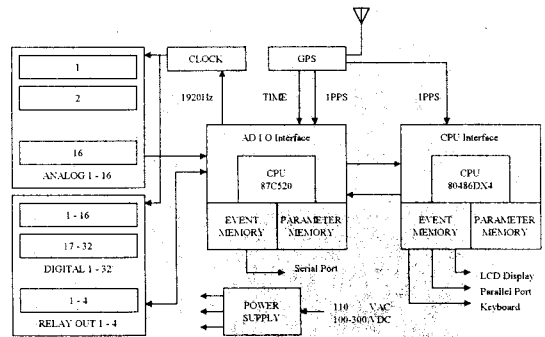 1
2
16
ANALOG 1 - 16
1 - 16
17 - 32
DIGITAL 1 - 32
1 - 4
RELAY OUT 1 - 4
CLOCK
GPS
1920Hz
TIME
1PPS
1PPS
AD I O Interface
CPU
87C520
EVENT
MEMORY
PARAMETER
MEMORY
CPU Interface
CPU
80486DX4
EVENT
MEMORY
PARAMETER
MEMORY
Serial Port
LCD Display
Parallel Port
Keyboard
POWER
SUPPLY
110 VAC
100-300VDC